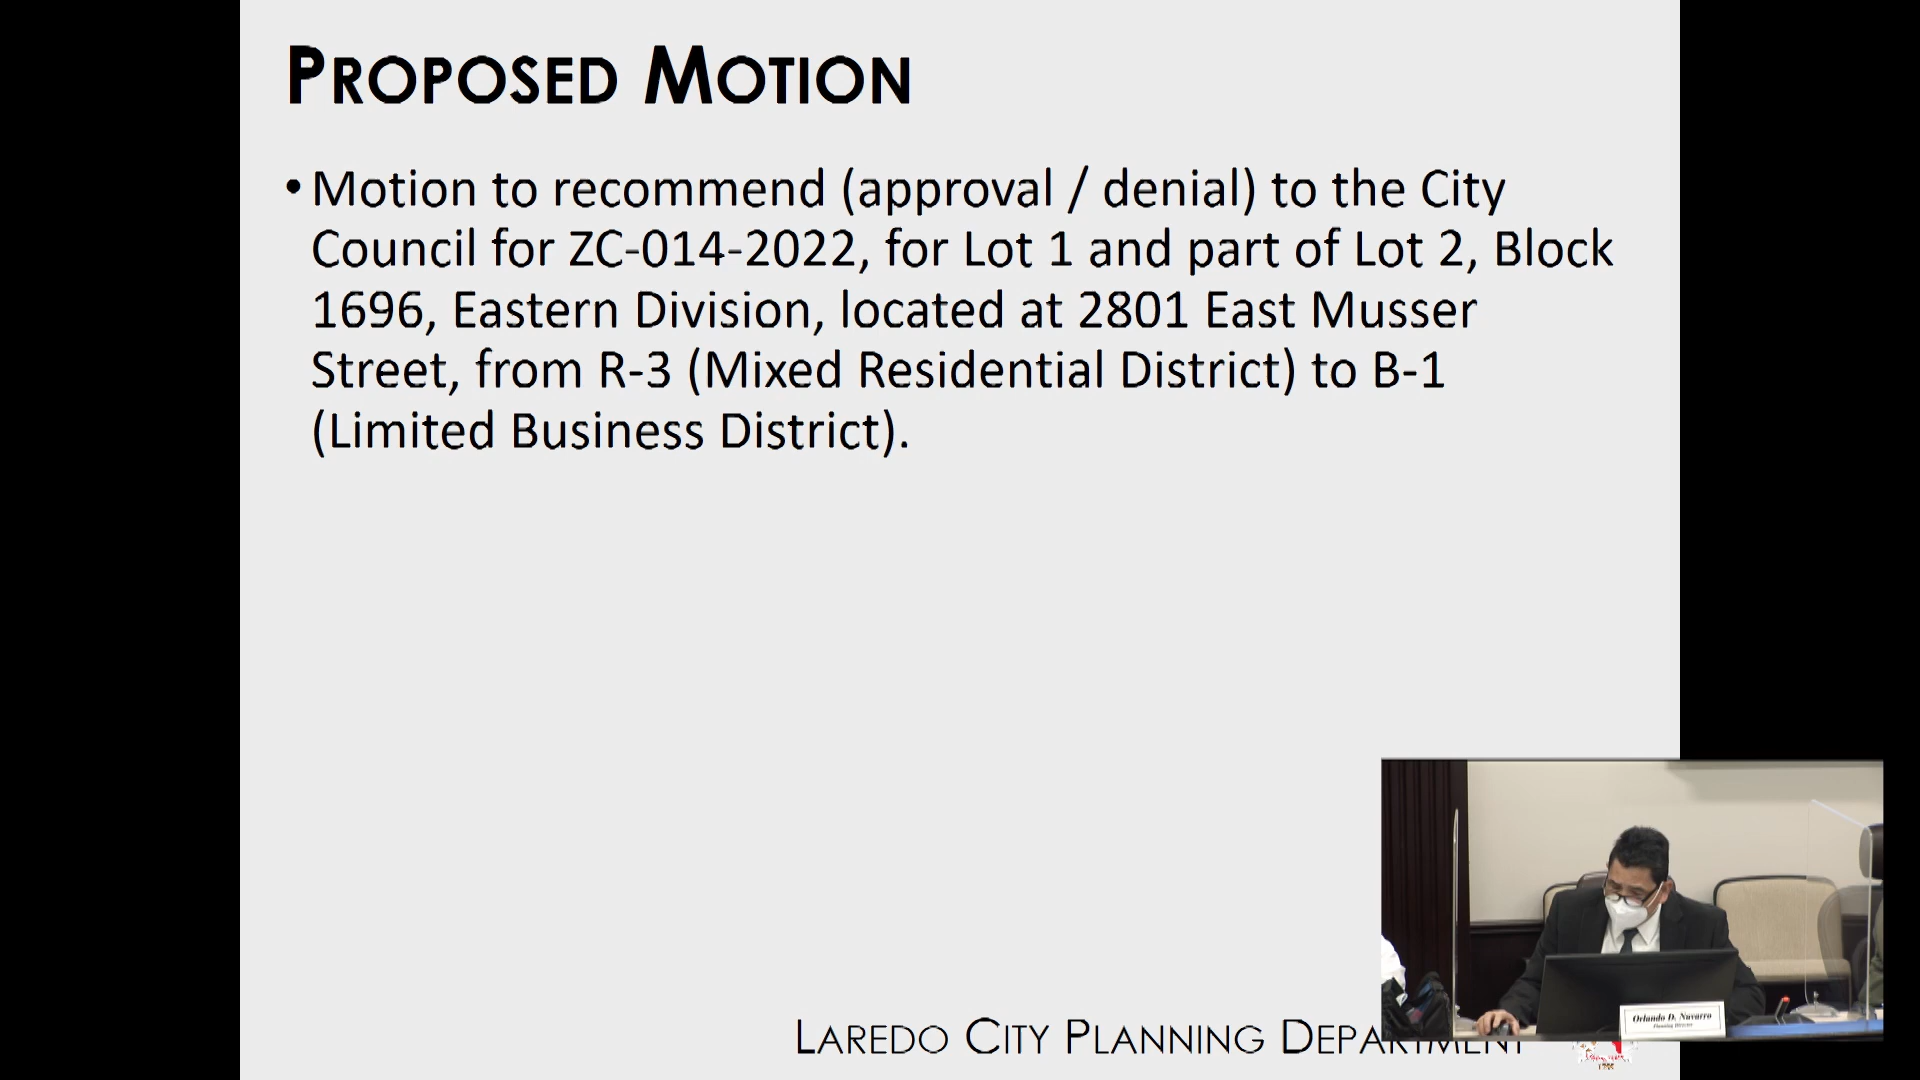 PROPOSED MOTION
• Motion to recommend (approval / denial) to the City
Council for ZC-014-2022, for Lot 1 and part of Lot 2, Block
1696, Eastern Division, located at 2801 East Musser
Street, from R-3 (Mixed Residential District) to B-1
(Limited Business District).
Orlando D. Navarro
Planning Director
LAREDO CITY PLANNING DEPARTMENT